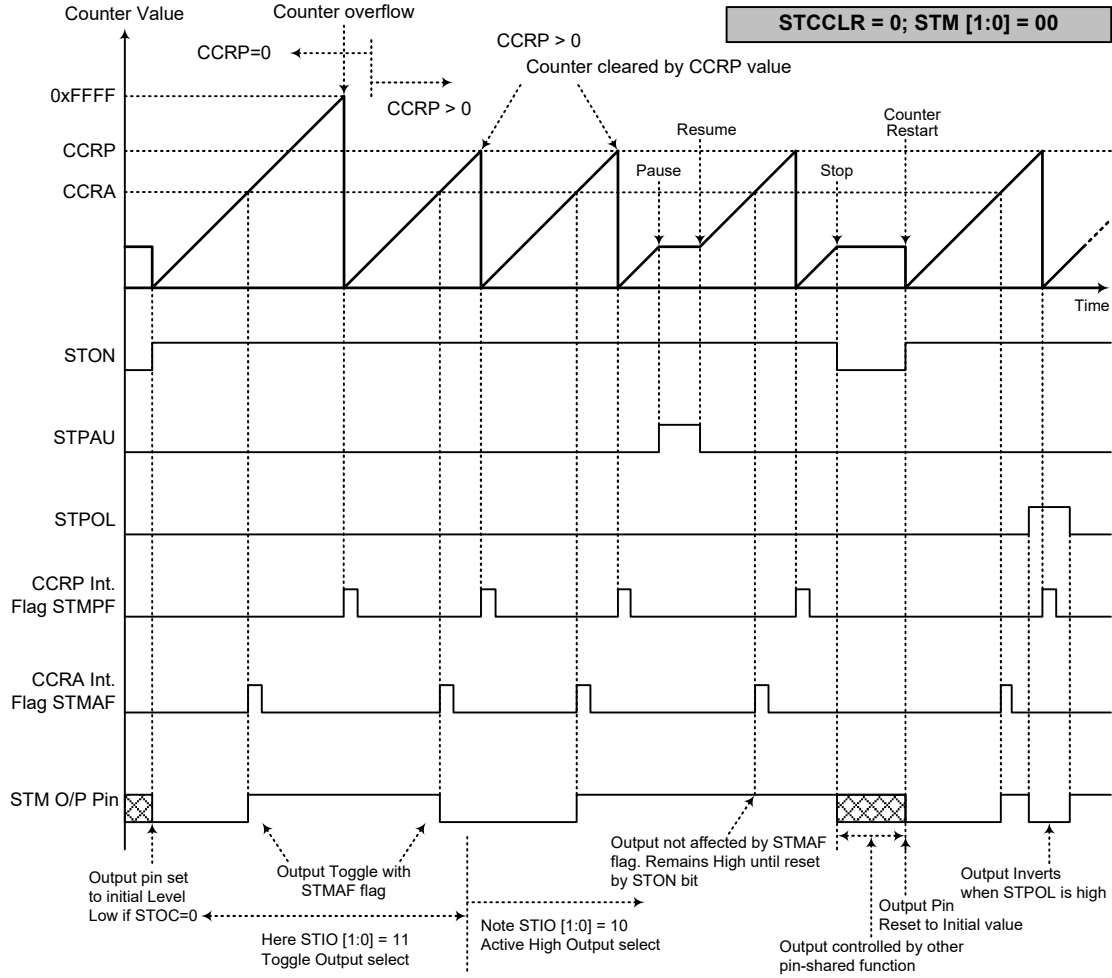 Counter Value
Counter overflow
STCCLR = 0; STM [1:0] = 00
CCRP=0
CCRP > 0
CCRP > 0
Counter cleared by CCRP value
0xFFFF
CCRP
CCRA
Pause
Resume
Stop
Counter
Restart
Time
STON
STPAU
STPOL
CCRP Int.
Flag STMPF
CCRA Int.
Flag STMAF
STM O/P Pin
Output pin set
to initial Level
Low if STOC=0
Output Toggle with
STMAF flag
Here STIO [1:0] = 11
Toggle Output select
Note STIO [1:0] = 10
Active High Output select
Output not affected by STMAF
flag. Remains High until reset
by STON bit
Output controlled by other
pin-shared function
Output Pin
Reset to Initial value
Output Inverts
when STPOL is high